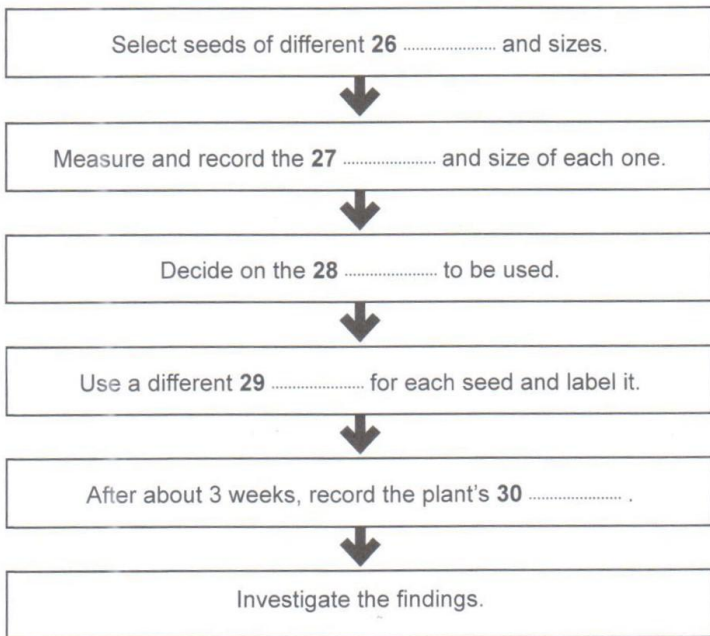 Select seeds of different 26 ..................... and sizes.
Measure and record the 27 ..................... and size of each one.
Decide on the 28 ..................... to be used.
Use a different 29 ..................... for each seed and label it.
After about 3 weeks, record the plant's 30 ..................... .
Investigate the findings.